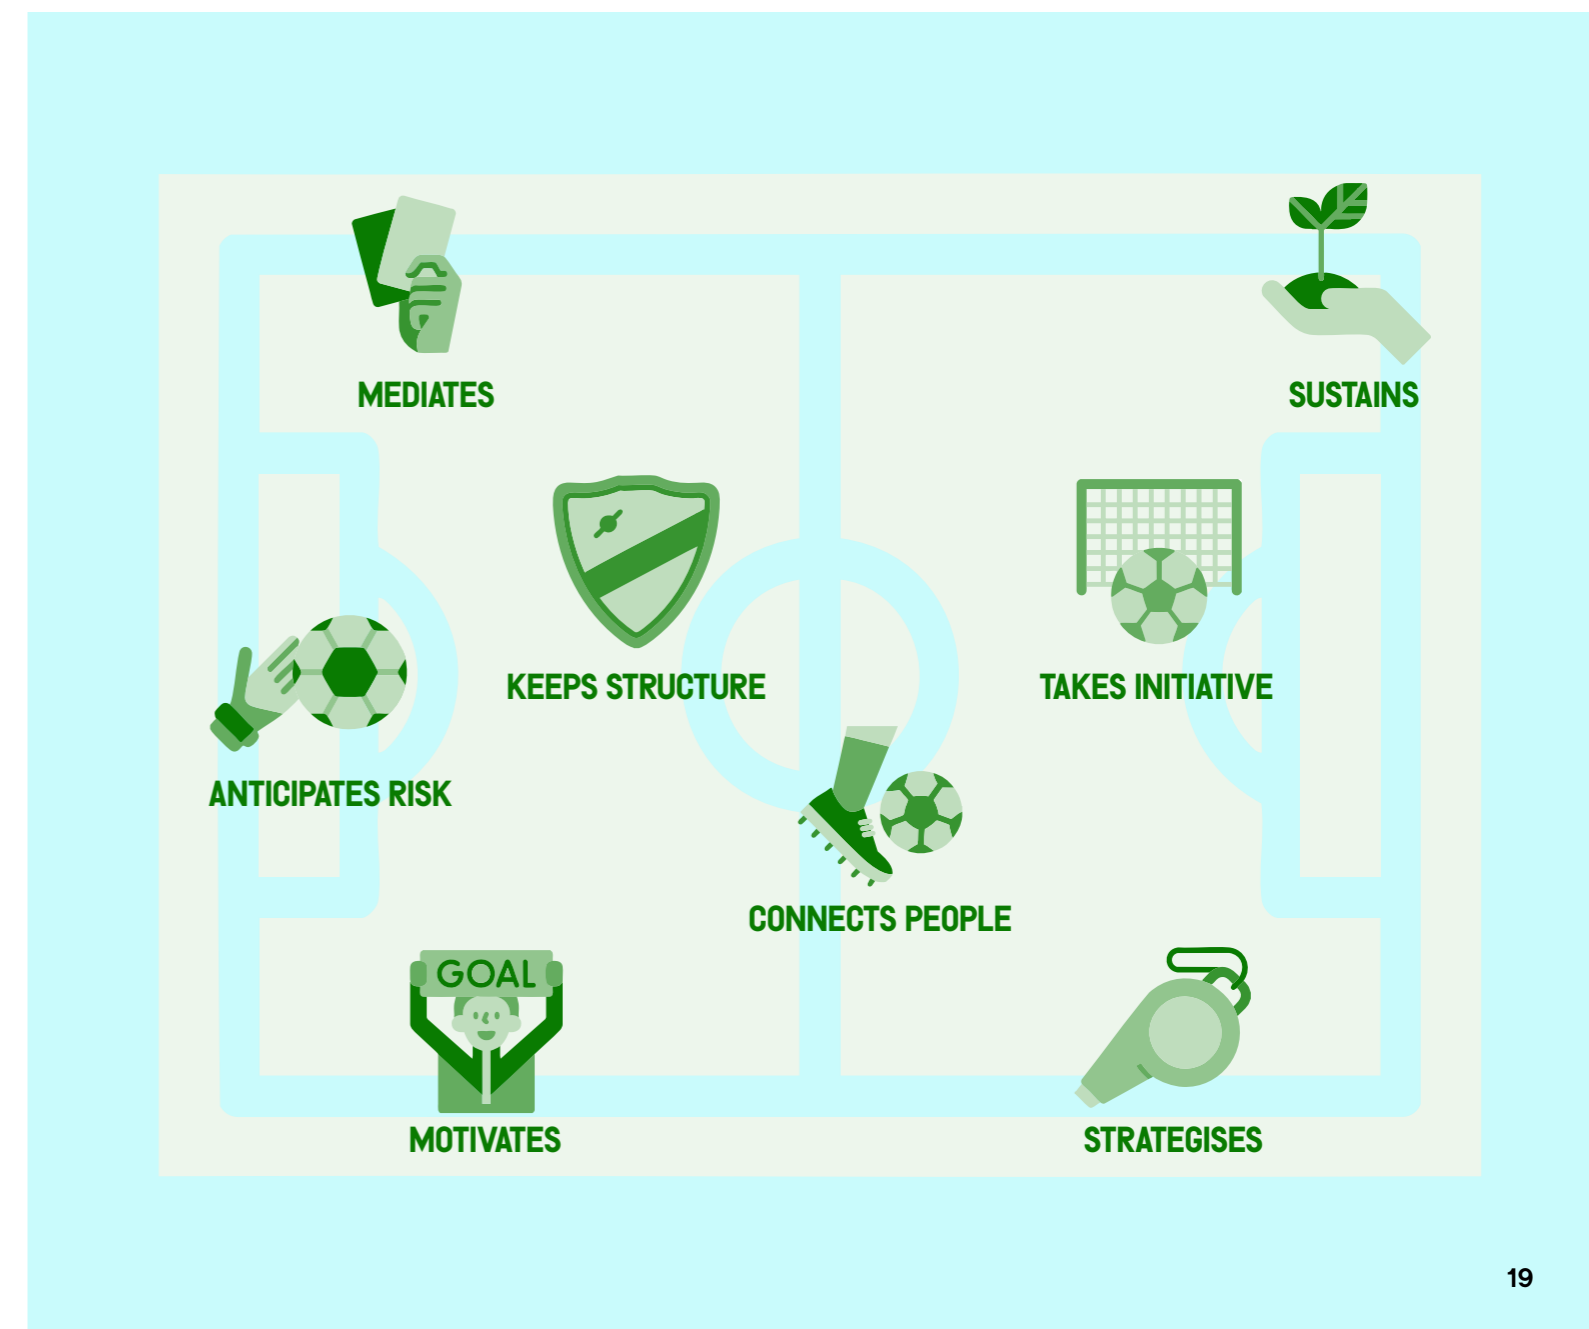 MEDIATES
SUSTAINS
KEEPS STRUCTURE
TAKES INITIATIVE
ANTICIPATES RISK
CONNECTS PEOPLE
GOAL
MOTIVATES
STRATEGISES
19